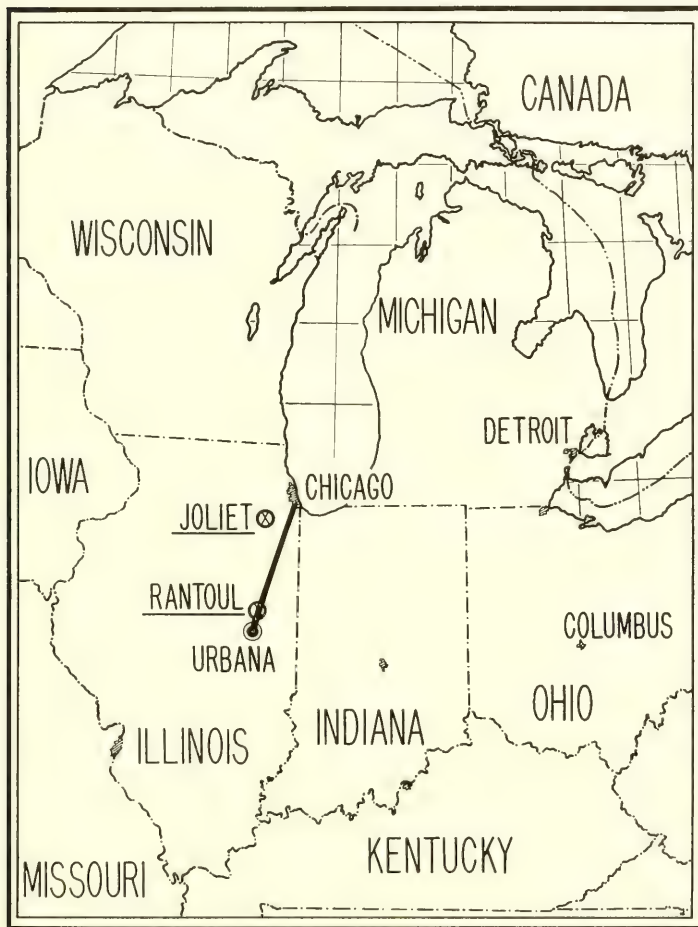 CANADA
WISCONSIN
MICHIGAN
DETROIT
IOWA
CHICAGO
JOLIET
RANTOUL
COLUMBUS
URBANA
OHIO
ILLINOIS
INDIANA
KENTUCKY
MISSOURI